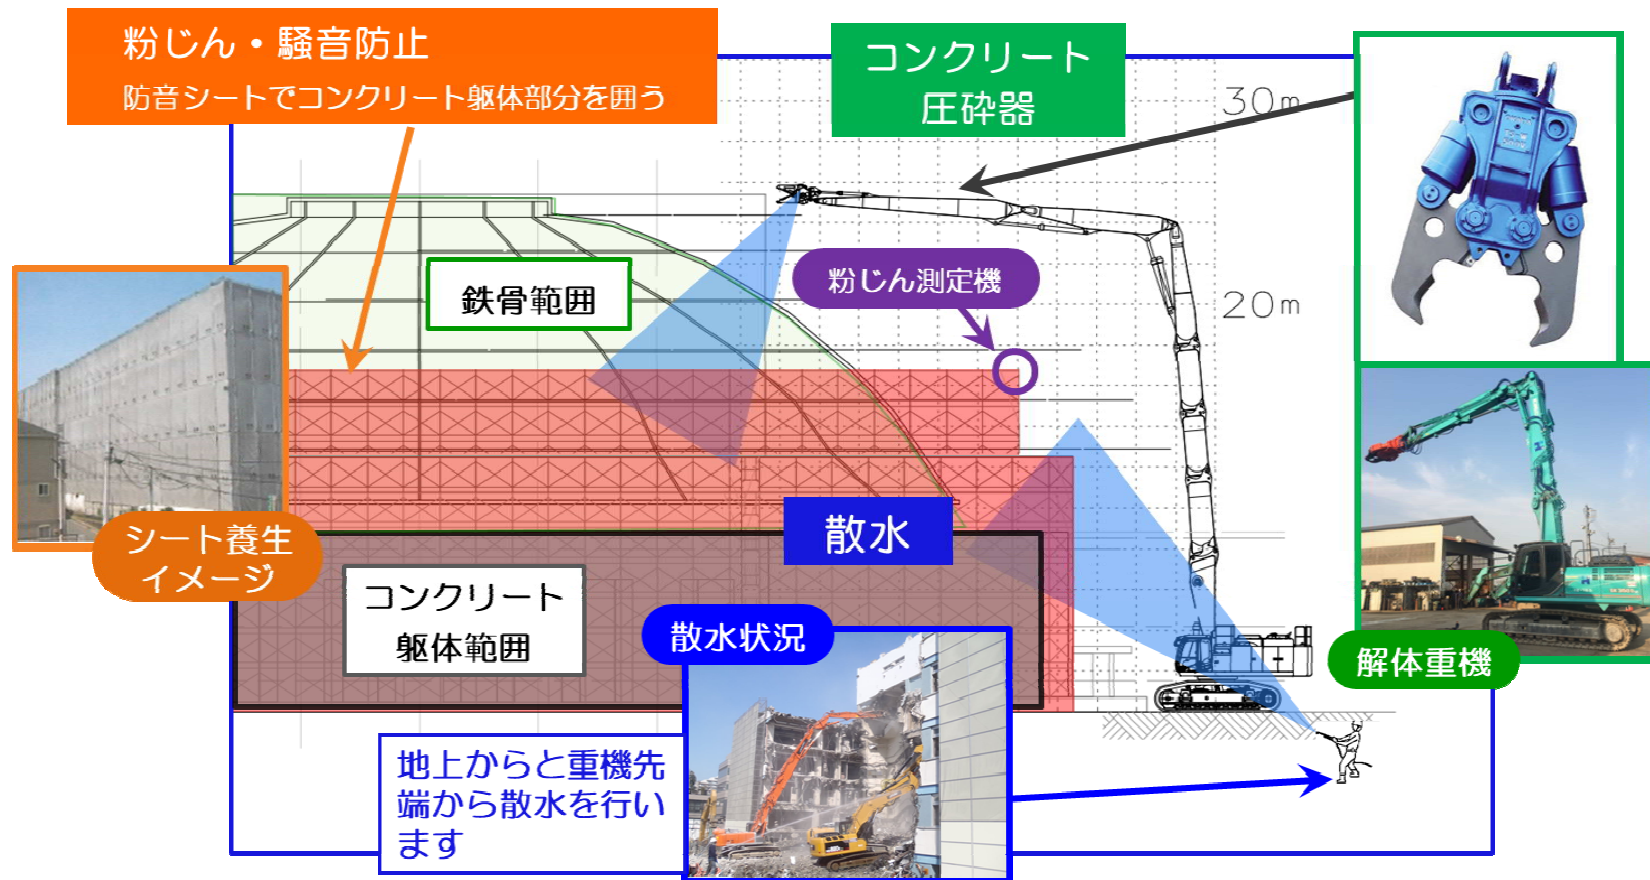 粉じん・騒音防止
防音シートでコンクリート躯体部分を囲う
コンクリート
圧砕器
30m
粉じん測定機
鉄骨範囲
20m
シート養生
イメージ
散水
コンクリート
躯体範囲
散水状況
解体重機
地上からと重機先
端から散水を行い
ます